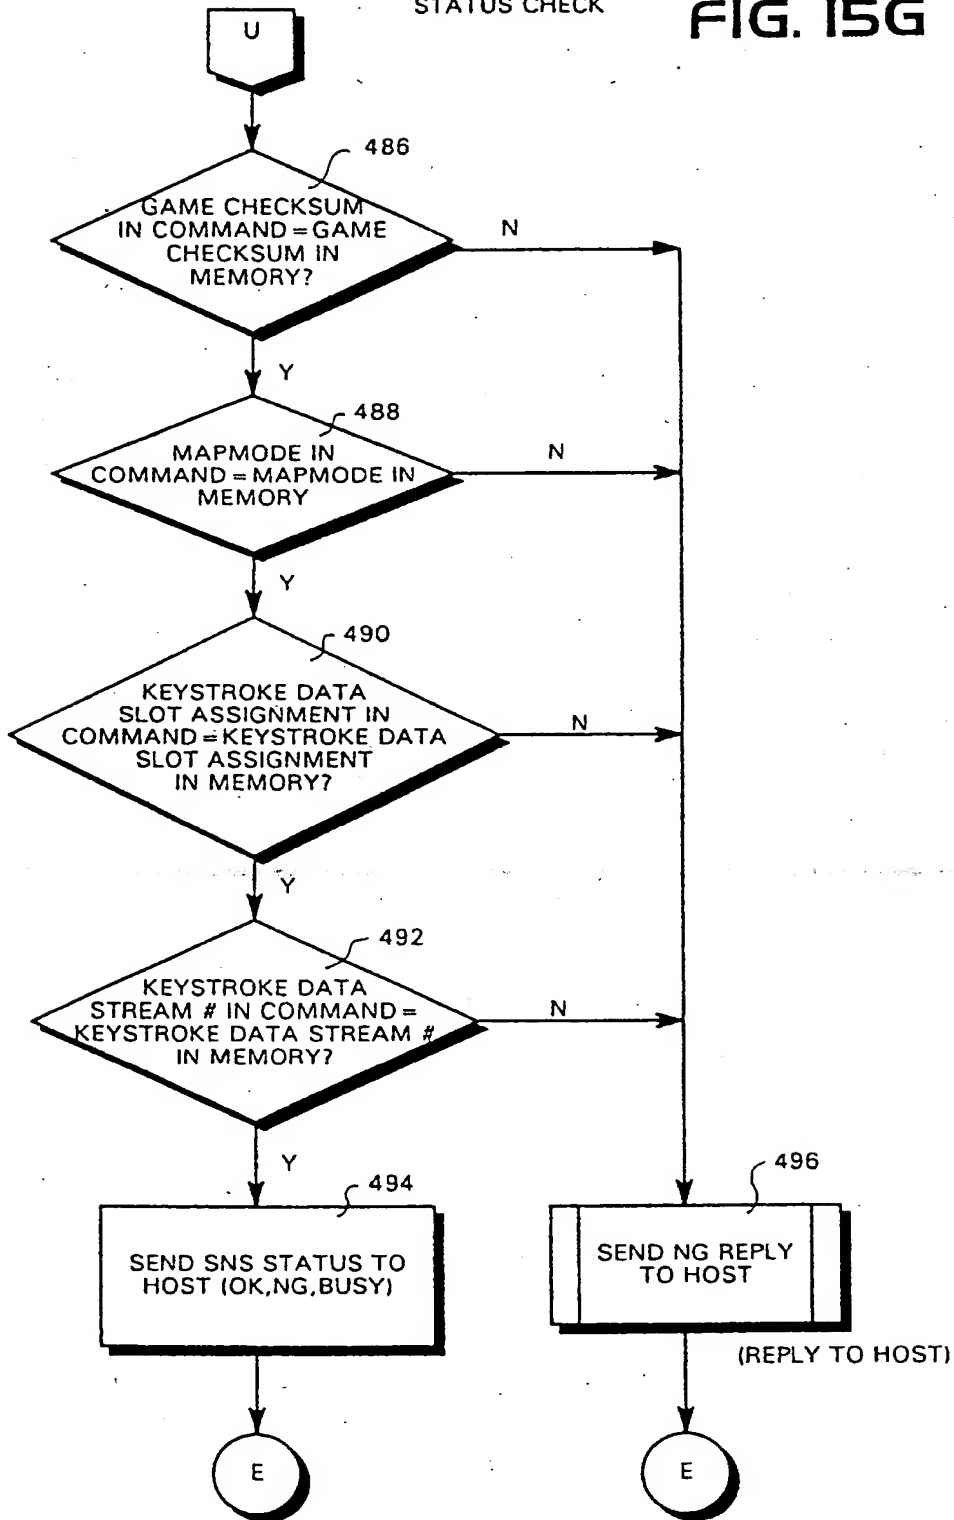 STATUS CHECK
FIG. 15G
U
486
GAME CHECKSUM
IN COMMAND = GAME
CHECKSUM IN
MEMORY?
N
Y
488
MAPMODE IN
COMMAND = MAPMODE IN
MEMORY
N
Y
490
KEYSTROKE DATA
SLOT ASSIGNMENT IN
COMMAND = KEYSTROKE DATA
SLOT ASSIGNMENT
IN MEMORY?
N
Y
492
KEYSTROKE DATA
STREAM # IN COMMAND =
KEYSTROKE DATA STREAM #
IN MEMORY?
N
Y
494
SEND SNS STATUS TO
HOST (OK,NG,BUSY)
496
SEND NG REPLY
TO HOST
(REPLY TO HOST)
E
E